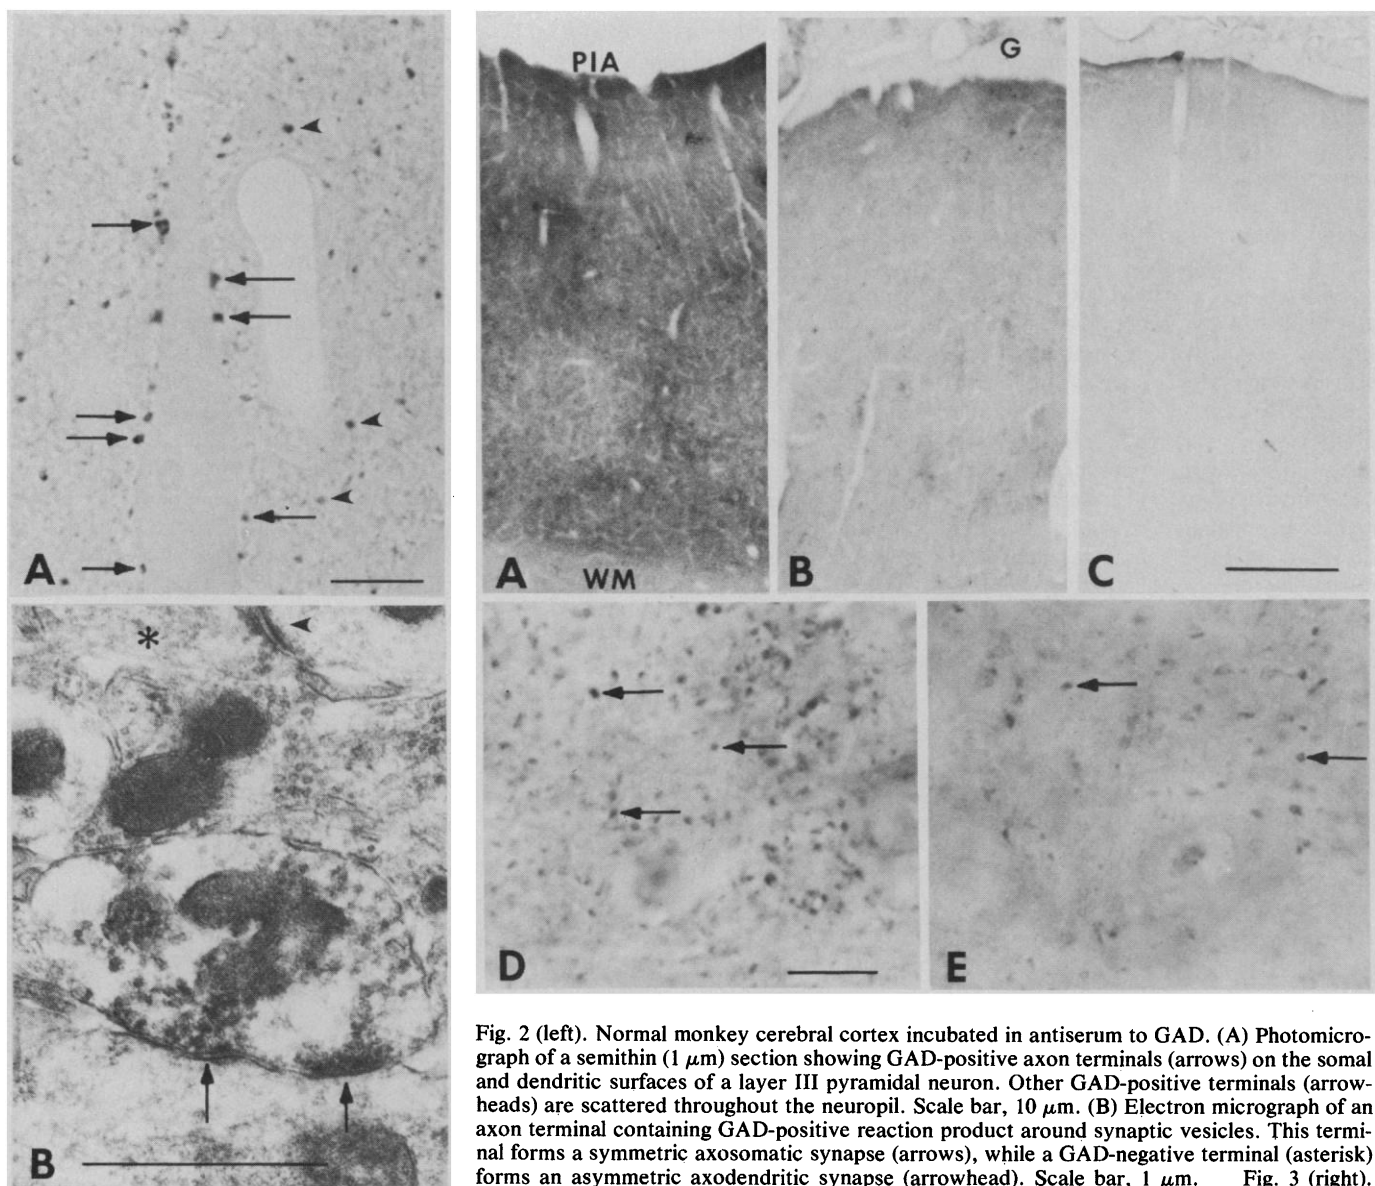 A
B
PIA
G
A
WM
B
C
D
E
*
Fig. 2 (left). Normal monkey cerebral cortex incubated in antiserum to GAD. (A) Photomicro-
graph of a semithin (1 μm) section showing GAD-positive axon terminals (arrows) on the somal
and dendritic surfaces of a layer III pyramidal neuron. Other GAD-positive terminals (arrow-
heads) are scattered throughout the neuropil. Scale bar, 10 μm. (B) Electron micrograph of an
axon terminal containing GAD-positive reaction product around synaptic vesicles. This termi-
nal forms a symmetric axosomatic synapse (arrows), while a GAD-negative terminal (asterisk)
forms an asymmetric axodendritic synapse (arrowhead). Scale bar, 1 μm. Fig. 3 (right).